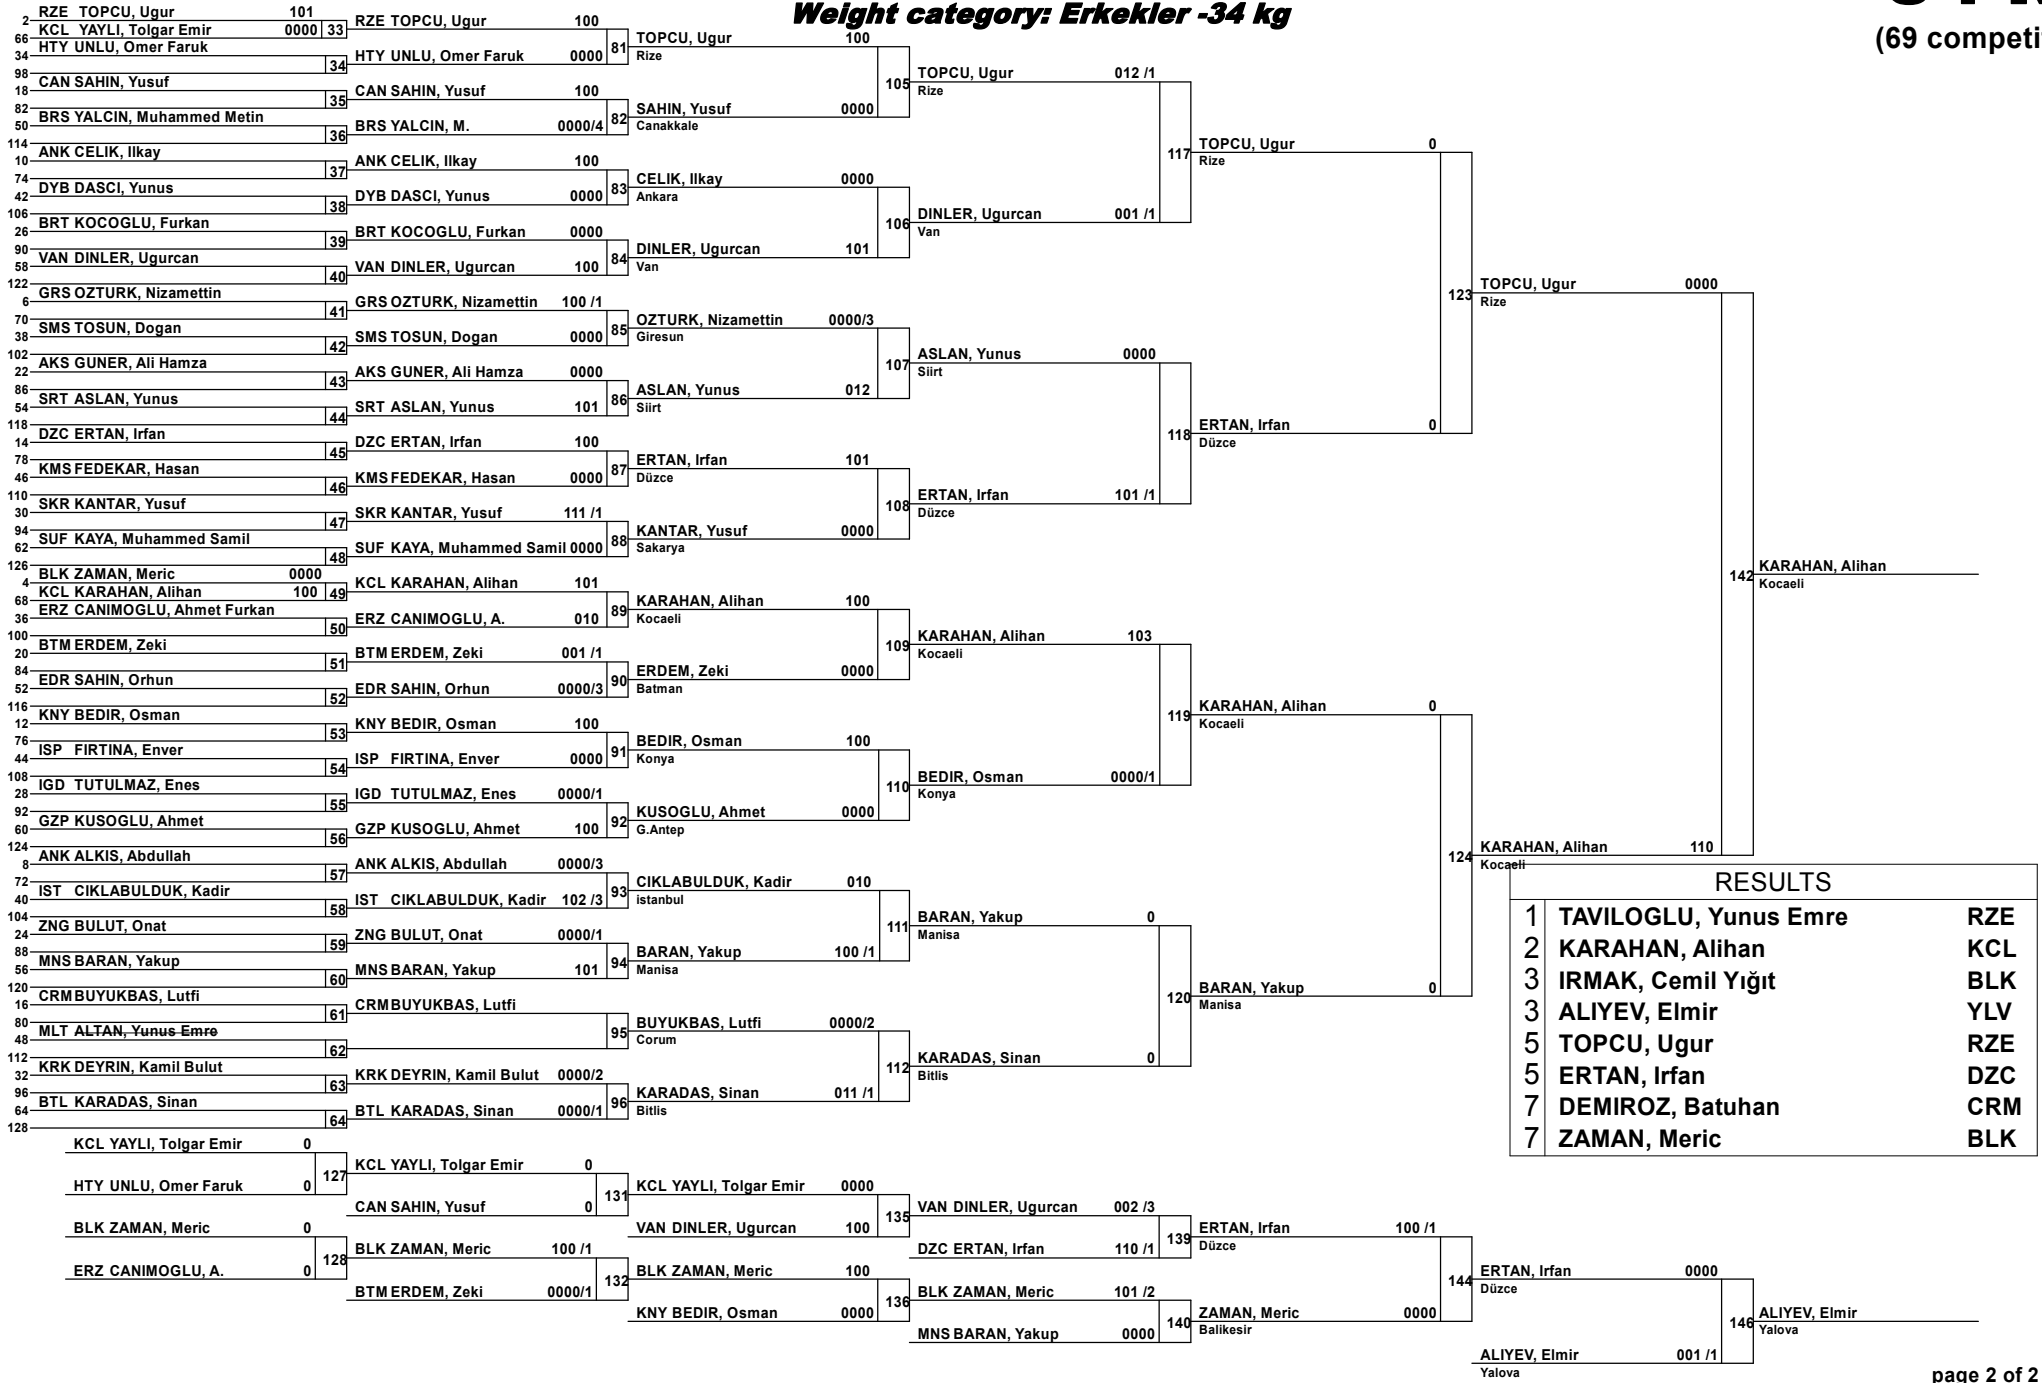 Weight category: Erkekler -34 kg
(69 competi
2 RZE TOPCU, Ugur 101
66 KCL YAYLI, Tolgar Emir 0000 33
34 HTY UNLU, Omer Faruk
98 34
18 CAN SAHIN, Yusuf
82 35
50 BRS YALCIN, Muhammed Metin
114 36
10 ANK CELIK, Ilkay
74 37
42 DYB DASCI, Yunus
106 38
26 BRT KOCOGLU, Furkan
90 39
58 VAN DINLER, Ugurcan
122 40
6 GRS OZTURK, Nizamettin
70 41
38 SMS TOSUN, Dogan
102 42
22 AKS GUNER, Ali Hamza
86 43
54 SRT ASLAN, Yunus
118 44
14 DZC ERTAN, Irfan
78 45
46 KMS FEDEKAR, Hasan
110 46
30 SKR KANTAR, Yusuf
94 47
62 SUF KAYA, Muhammed Samil
126 48
4 BLK ZAMAN, Meric 0000
68 KCL KARAHAN, Alihan 100 49
36 ERZ CANIMOGLU, Ahmet Furkan
100 50
20 BTM ERDEM, Zeki
84 51
52 EDR SAHIN, Orhun
116 52
12 KNY BEDIR, Osman
76 53
44 ISP FIRTINA, Enver
108 54
28 IGD TUTULMAZ, Enes
92 55
60 GZP KUSOGLU, Ahmet
124 56
8 ANK ALKIS, Abdullah
72 57
40 IST CIKLABULDUK, Kadir
104 58
24 ZNG BULUT, Onat
88 59
56 MNS BARAN, Yakup
120 60
16 CRM BUYUKBAS, Lutfi
80 61
48 MLT ALTAN, Yunus Emre
112 62
32 KRK DEYRIN, Kamil Bulut
96 63
64 BTL KARADAS, Sinan
128 64
RZE TOPCU, Ugur 100
81
HTY UNLU, Omer Faruk 0000
CAN SAHIN, Yusuf 100
82
BRS YALCIN, M. 0000/4
ANK CELIK, Ilkay 100
83
DYB DASCI, Yunus 0000
BRT KOCOGLU, Furkan 0000
84
VAN DINLER, Ugurcan 100
GRS OZTURK, Nizamettin 100 /1
85
SMS TOSUN, Dogan 0000
AKS GUNER, Ali Hamza 0000
86
SRT ASLAN, Yunus 101
DZC ERTAN, Irfan 100
87
KMS FEDEKAR, Hasan 0000
SKR KANTAR, Yusuf 111 /1
88
SUF KAYA, Muhammed Samil 0000
KCL KARAHAN, Alihan 101
89
ERZ CANIMOGLU, A. 010
BTM ERDEM, Zeki 001 /1
90
EDR SAHIN, Orhun 0000/3
KNY BEDIR, Osman 100
91
ISP FIRTINA, Enver 0000
IGD TUTULMAZ, Enes 0000/1
92
GZP KUSOGLU, Ahmet 100
ANK ALKIS, Abdullah 0000/3
93
IST CIKLABULDUK, Kadir 102 /3
ZNG BULUT, Onat 0000/1
94
MNS BARAN, Yakup 101
CRM BUYUKBAS, Lutfi
95
KRK DEYRIN, Kamil Bulut 0000/2
96
BTL KARADAS, Sinan 0000/1
TOPCU, Ugur 100
Rize
105
SAHIN, Yusuf 0000
Canakkale
CELIK, Ilkay 0000
Ankara
106
DINLER, Ugurcan 101
Van
OZTURK, Nizamettin 0000/3
Giresun
107
ASLAN, Yunus 012
Siirt
ERTAN, Irfan 101
Düzce
108
KANTAR, Yusuf 0000
Sakarya
KARAHAN, Alihan 100
Kocaeli
109
ERDEM, Zeki 0000
Batman
BEDIR, Osman 100
Konya
110
KUSOGLU, Ahmet 0000
G.Antep
CIKLABULDUK, Kadir 010
istanbul
111
BARAN, Yakup 100 /1
Manisa
BUYUKBAS, Lutfi 0000/2
Corum
112
KARADAS, Sinan 011 /1
Bitlis
TOPCU, Ugur 012 /1
Rize
117
DINLER, Ugurcan 001 /1
Van
ASLAN, Yunus 0000
Siirt
118
ERTAN, Irfan 101 /1
Düzce
KARAHAN, Alihan 103
Kocaeli
119
BEDIR, Osman 0000/1
Konya
BARAN, Yakup 0
Manisa
120
KARADAS, Sinan 0
Bitlis
TOPCU, Ugur 0
Rize
123
ERTAN, Irfan 0
Düzce
KARAHAN, Alihan 0
Kocaeli
124
BARAN, Yakup 0
Manisa
TOPCU, Ugur 0000
Rize
142
KARAHAN, Alihan 110
Kocaeli
KARAHAN, Alihan
Kocaeli
RESULTS
1 TAVILOGLU, Yunus Emre RZE
2 KARAHAN, Alihan KCL
3 IRMAK, Cemil Yığıt BLK
3 ALIYEV, Elmir YLV
5 TOPCU, Ugur RZE
5 ERTAN, Irfan DZC
7 DEMIROZ, Batuhan CRM
7 ZAMAN, Meric BLK
KCL YAYLI, Tolgar Emir 0
127
HTY UNLU, Omer Faruk 0
BLK ZAMAN, Meric 0
128
ERZ CANIMOGLU, A. 0
KCL YAYLI, Tolgar Emir 0
131
CAN SAHIN, Yusuf 0
BLK ZAMAN, Meric 100 /1
132
BTM ERDEM, Zeki 0000/1
KCL YAYLI, Tolgar Emir 0000
135
VAN DINLER, Ugurcan 100
BLK ZAMAN, Meric 100
136
KNY BEDIR, Osman 0000
VAN DINLER, Ugurcan 002 /3
139
DZC ERTAN, Irfan 110 /1
BLK ZAMAN, Meric 101 /2
140
MNS BARAN, Yakup 0000
ERTAN, Irfan 100 /1
Düzce
144
ZAMAN, Meric 0000
Balikesir
ERTAN, Irfan 0000
Düzce
146
ALIYEV, Elmir 001 /1
Yalova
ALIYEV, Elmir
Yalova
page 2 of 2